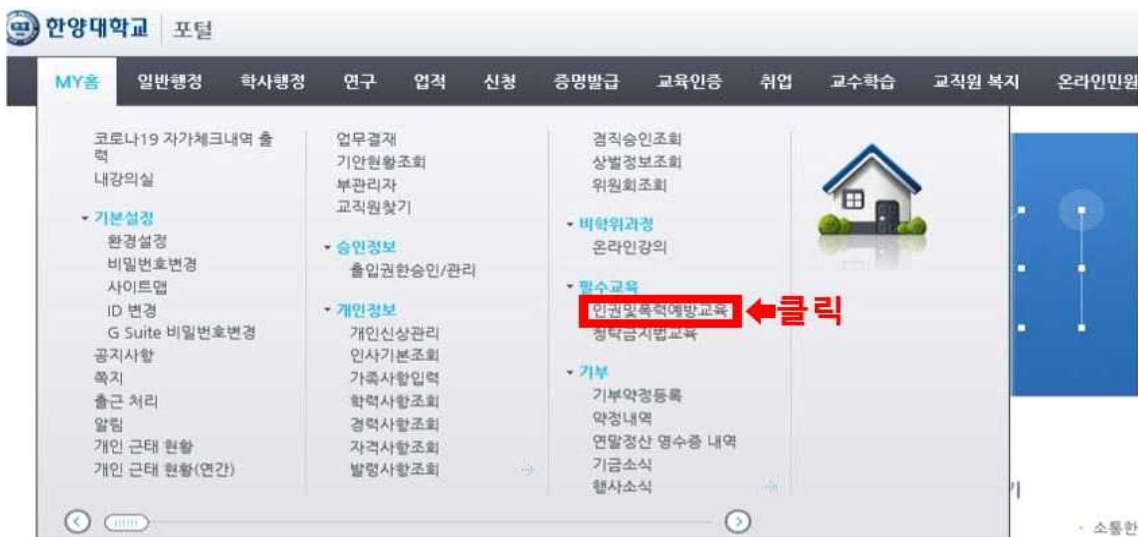 한양대학교 포털
MY홈 일반행정 학사행정 연구 업적 신청 증명발급 교육인증 취업 교수학습 교직원 복지 온라인민원
코로나19 자가체크내역 출
력
내강의실
기본설정
환경설정
비밀번호변경
사이트맵
ID 변경
G Suite 비밀번호변경
공지사항
쪽지
출근 처리
알림
개인 근태 현황
개인 근태 현황(연간)
업무결재
기안현황조회
부관리자
교직원찾기
승인정보
출입권한승인/관리
개인정보
개인신상관리
인사기본조회
가족사항입력
학력사항조회
경력사항조회
자격사항조회
발령사항조회
겸직승인조회
상벌정보조회
위원회조회
비학위과정
온라인강의
필수교육
인권및폭력예방교육 클릭
청탁금지법교육
기부
기부약정등록
약정내역
연말정산 영수증 내역
기금소식
행사소식
기
소통한